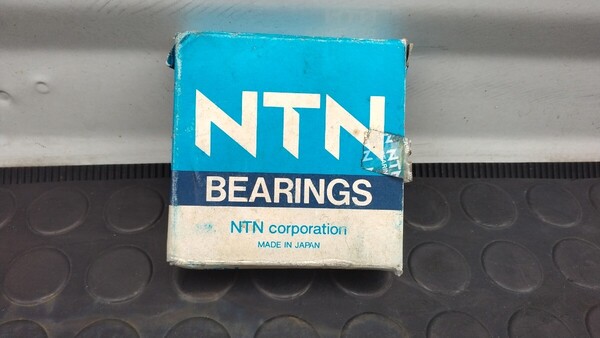 NTN
BEARINGS
NTN corporation
MADE IN JAPAN